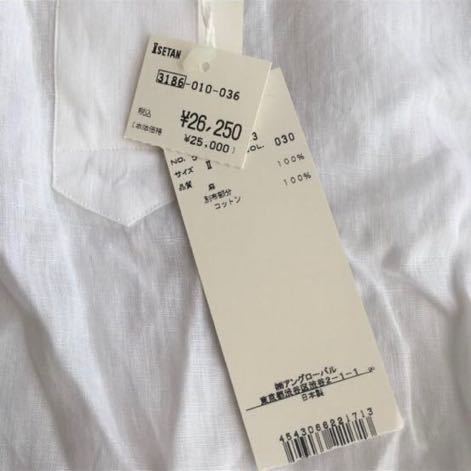 ISETAN
3186-010-036
税込 ¥26,250
(本体価格 ¥25,000)
3
030
NO.
サイズ II
100%
品質 麻
100%
別布部分
コットン
㈱アングローバル
東京都渋谷区渋谷2-1-1
日本製
4543066221713